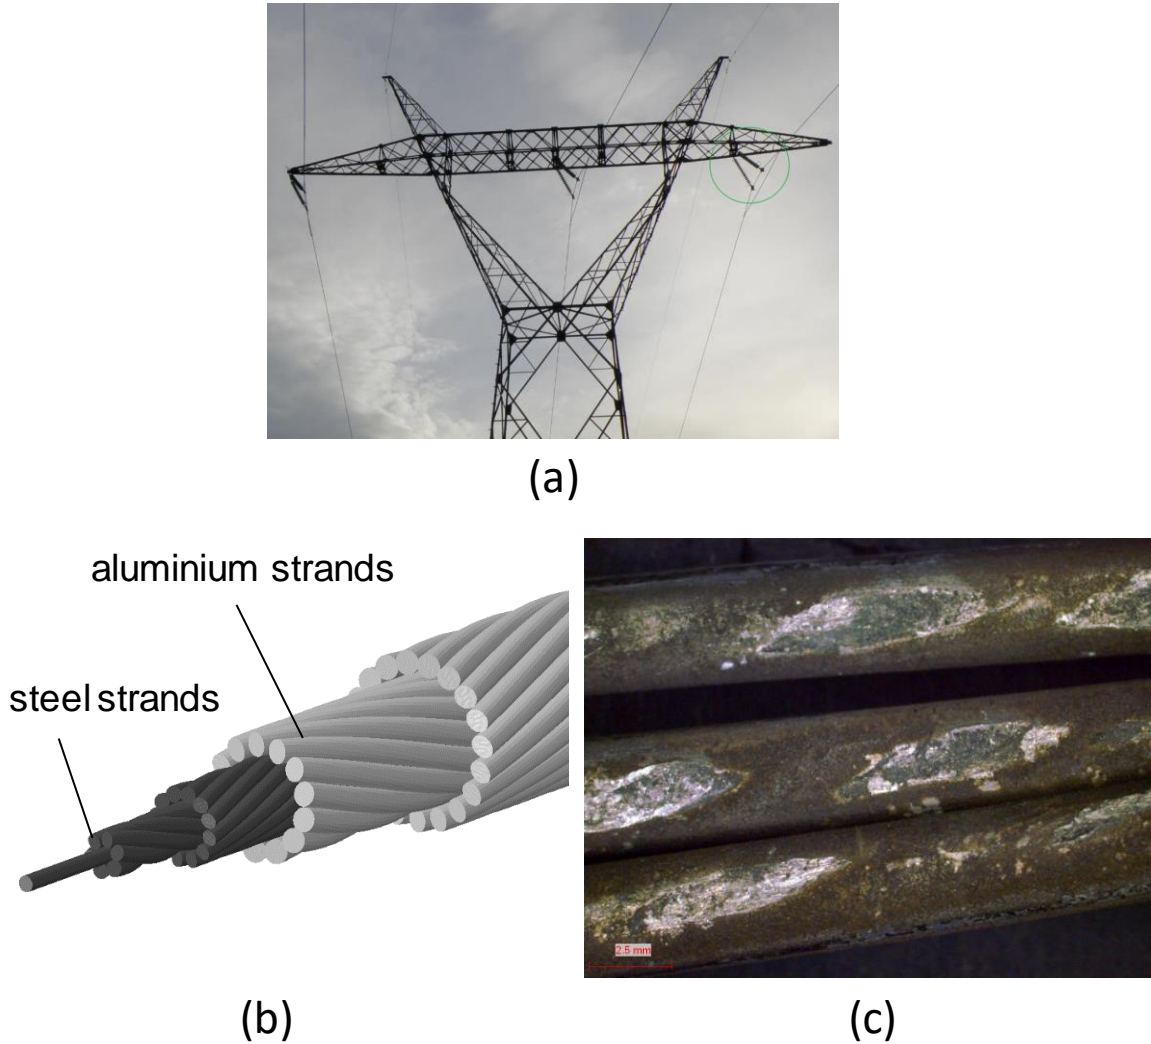 (a)
aluminium strands
steel strands
2.5 mm
(b)
(c)